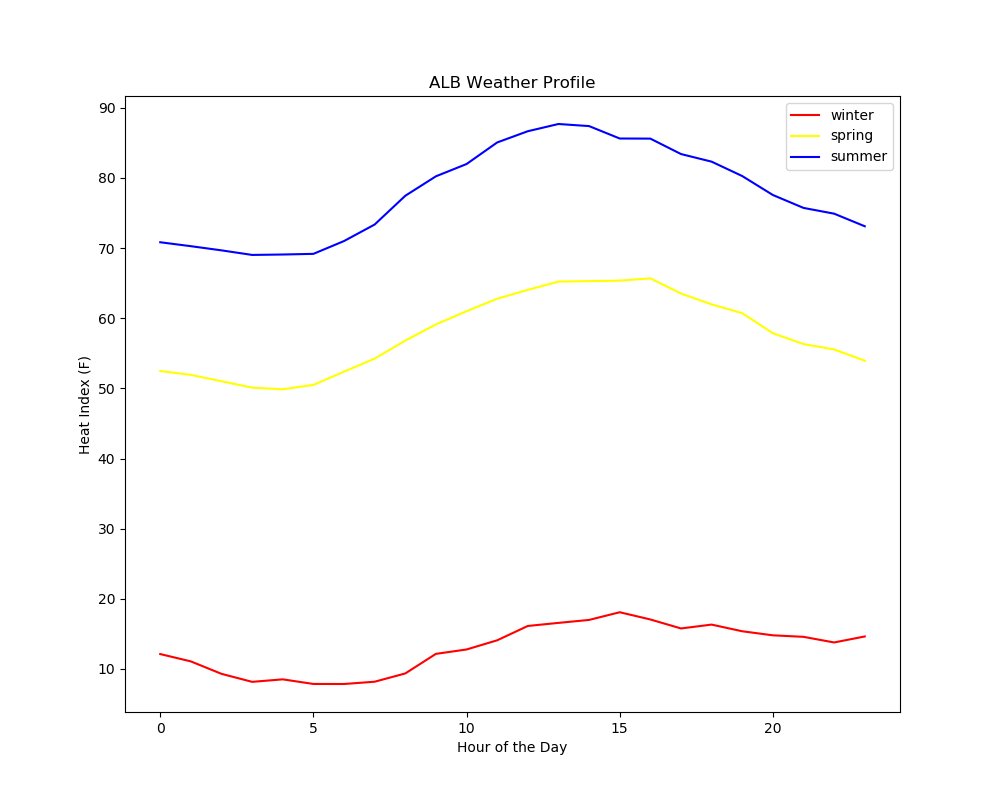 ALB Weather Profile
winter
spring
summer
Heat Index (F)
90
80
70
60
50
40
30
20
10
0 5 10 15 20
Hour of the Day